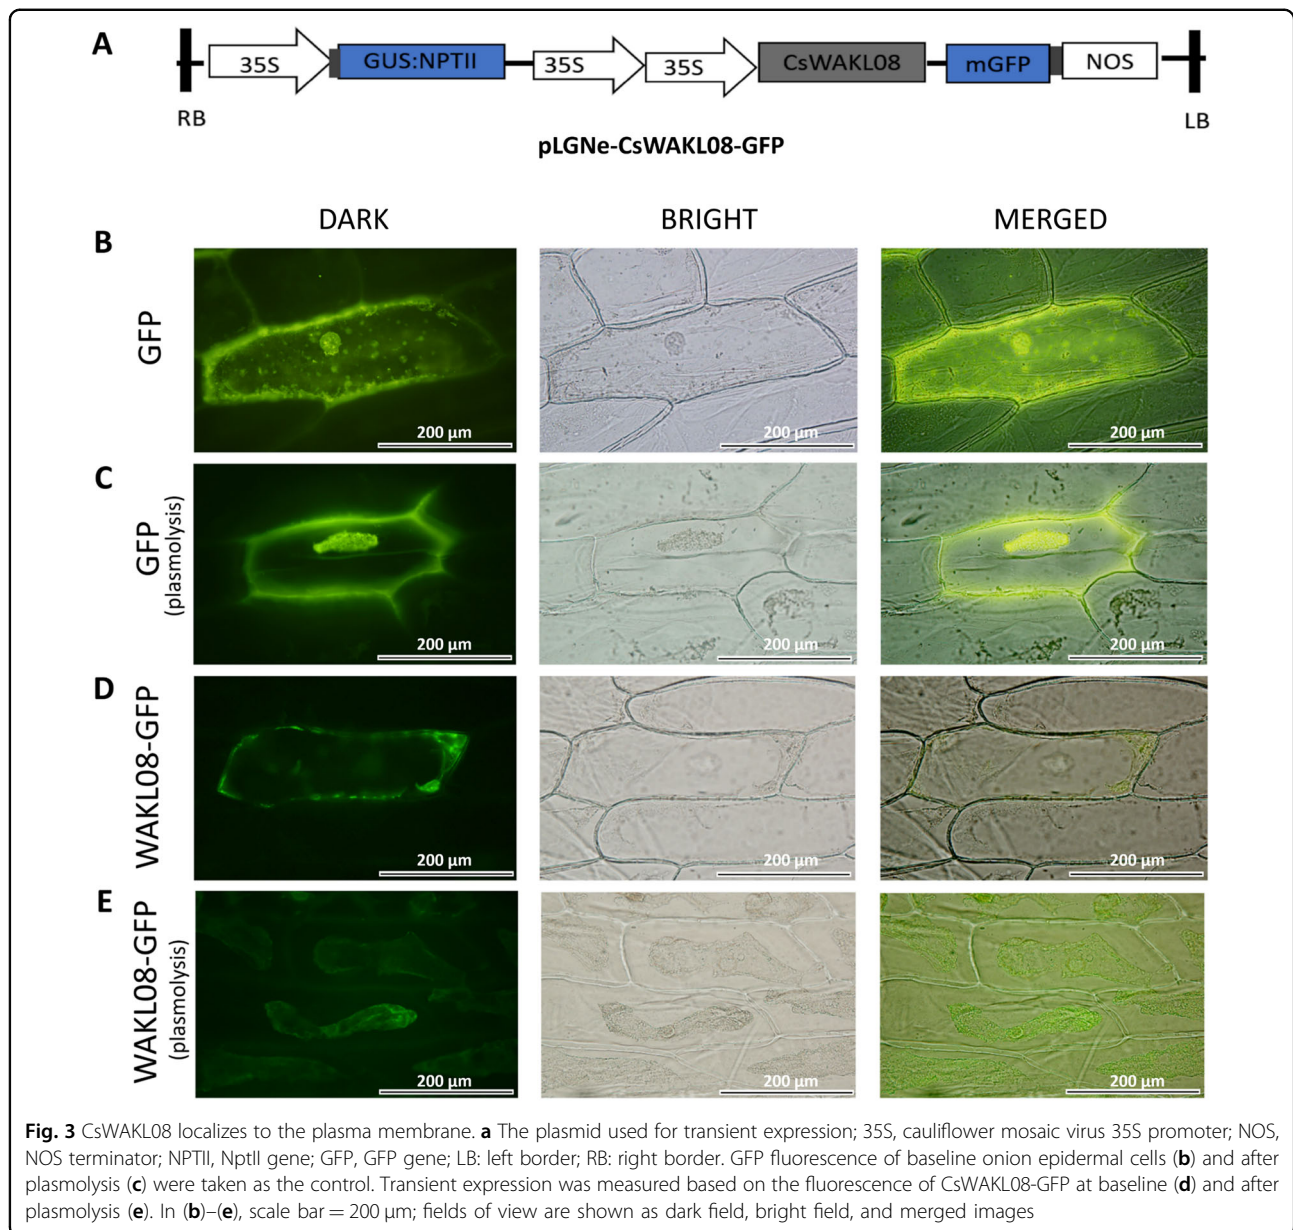 A
35S
GUS:NPTII
35S
35S
CsWAKL08
mGFP
NOS
RB
LB
pLGNe-CsWAKL08-GFP
DARK
BRIGHT
MERGED
B
GFP
200 µm
200 µm
200 µm
C
GFP
(plasmolysis)
200 µm
200 µm
200 µm
D
WAKL08-GFP
200 µm
200 µm
200 µm
E
WAKL08-GFP
(plasmolysis)
200 µm
200 µm
200 µm
Fig. 3 CsWAKL08 localizes to the plasma membrane. a The plasmid used for transient expression; 35S, cauliflower mosaic virus 35S promoter; NOS,
NOS terminator; NPTII, NptII gene; GFP, GFP gene; LB: left border; RB: right border. GFP fluorescence of baseline onion epidermal cells (b) and after
plasmolysis (c) were taken as the control. Transient expression was measured based on the fluorescence of CsWAKL08-GFP at baseline (d) and after
plasmolysis (e). In (b)–(e), scale bar = 200 µm; fields of view are shown as dark field, bright field, and merged images